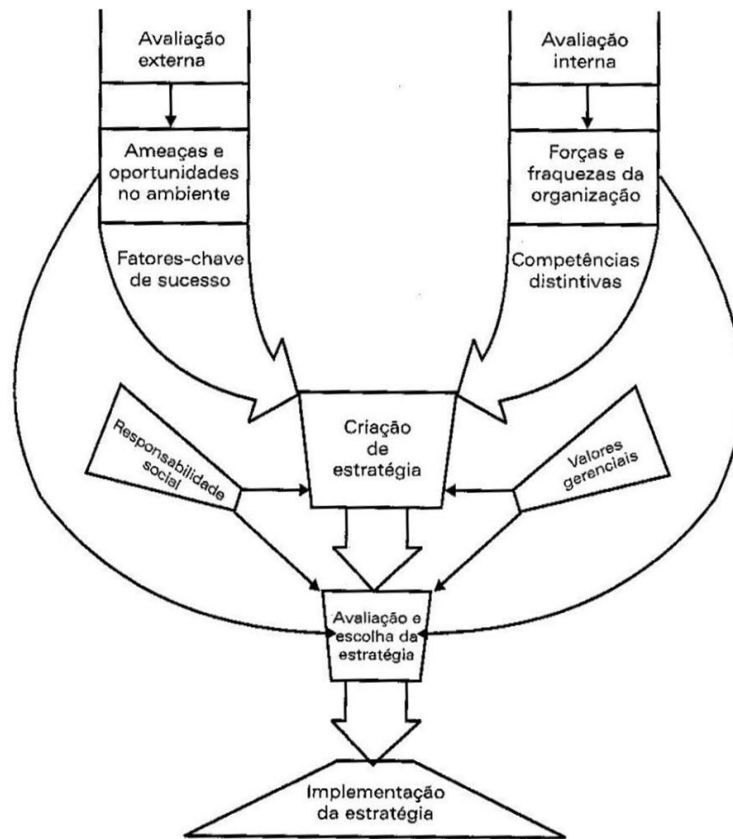 Avaliação
externa
Avaliação
interna
Ameaças e
oportunidades
no ambiente
Forças e
fraquezas da
organização
Fatores-chave
de sucesso
Competências
distintivas
Criação
de
estratégia
Responsabilidade
social
Valores
gerenciais
Avaliação e
escolha da
estratégia
Implementação
da estratégia